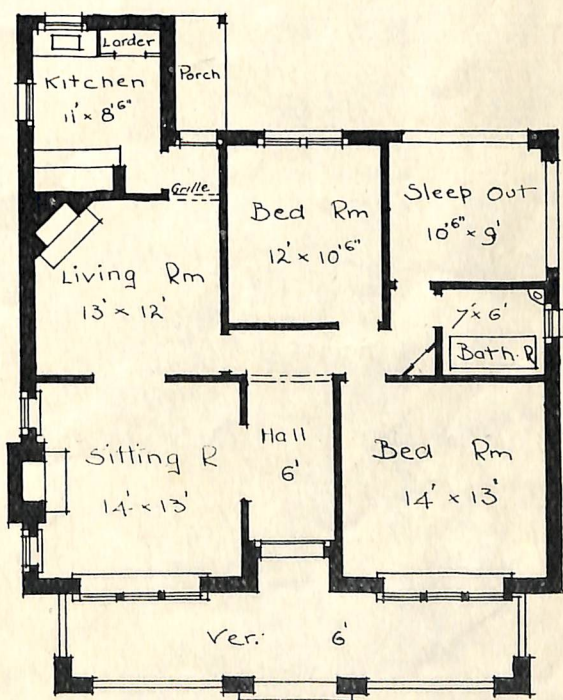 Larder
Kitchen
11' × 8'6"
Porch
Grille
Bed Rm
12' × 10'6"
Sleep Out
10'6" × 9'
Living Rm
13' × 12'
7' × 6'
Bath. R
Sitting R
14' × 13'
Hall
6'
Bed Rm
14' × 13'
Ver: 6'